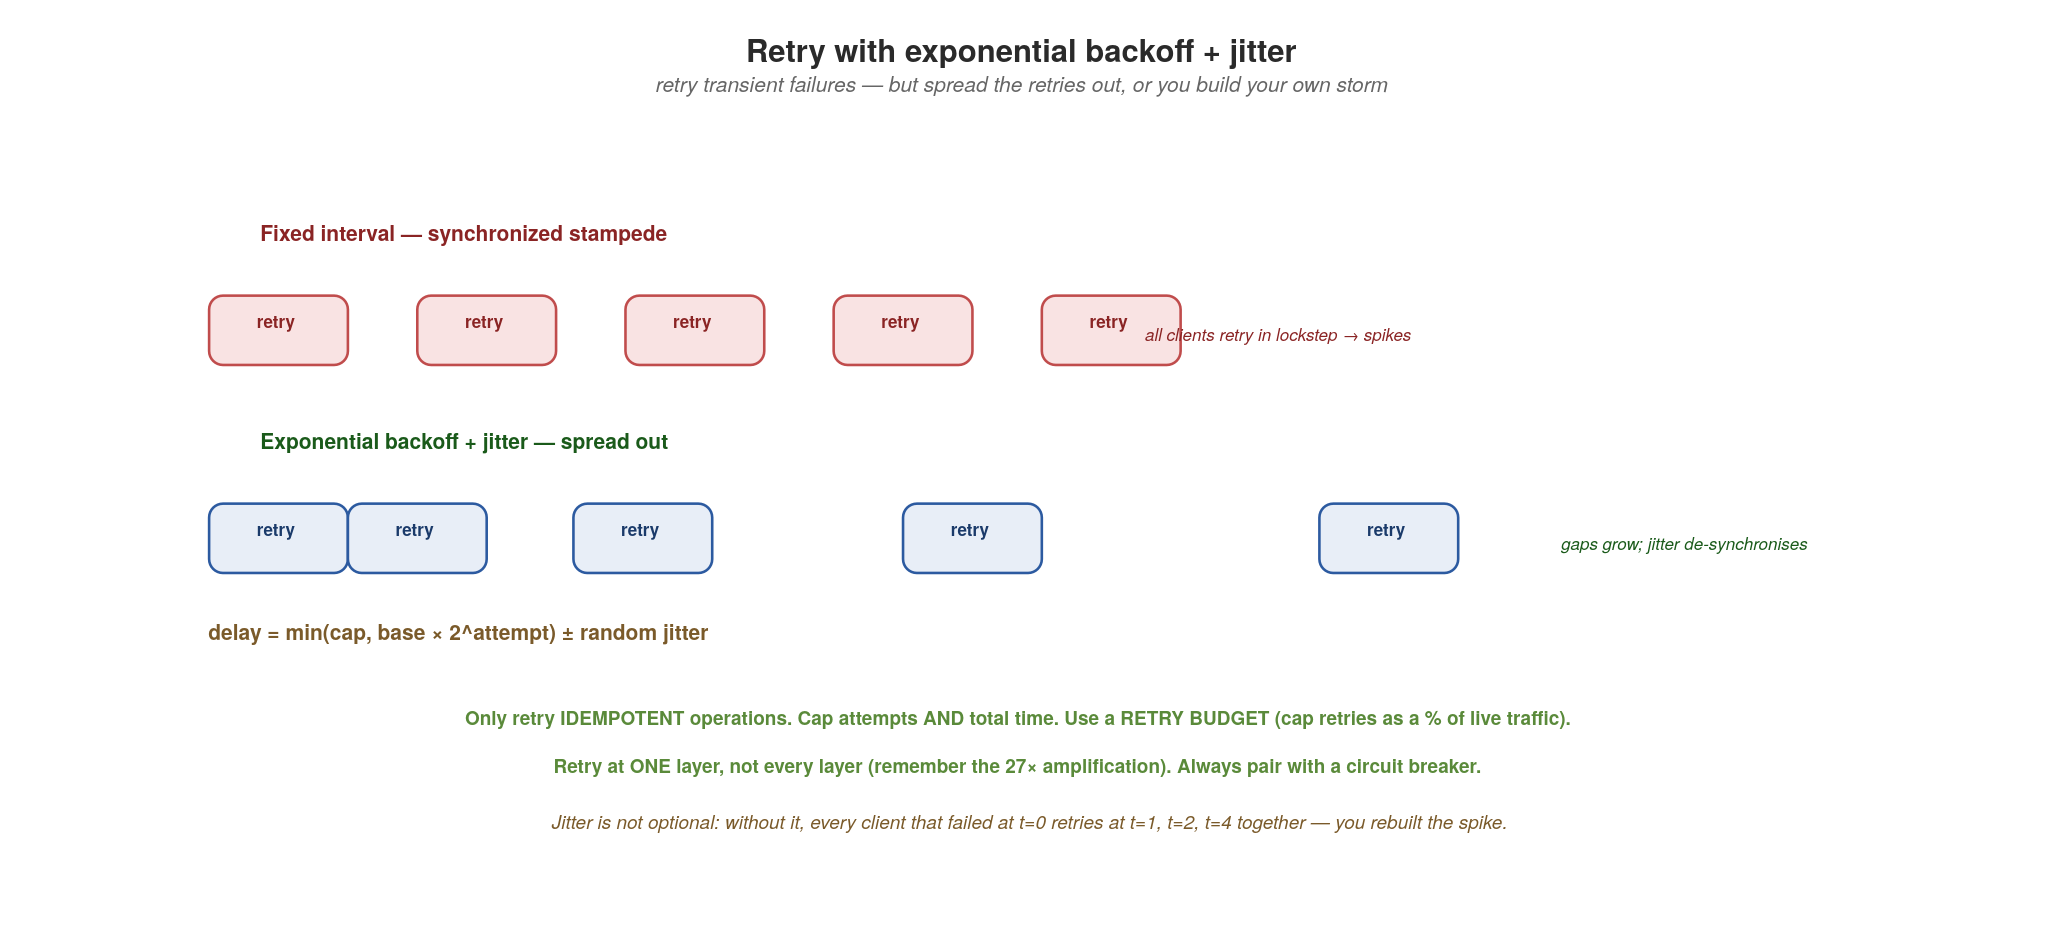 Retry with exponential backoff + jitter
retry transient failures — but spread the retries out, or you build your own storm
Fixed interval — synchronized stampede
retry retry retry retry retry
all clients retry in lockstep → spikes
Exponential backoff + jitter — spread out
retry retry retry retry retry
gaps grow; jitter de-synchronises
delay = min(cap, base × 2^attempt) ± random jitter
Only retry IDEMPOTENT operations. Cap attempts AND total time. Use a RETRY BUDGET (cap retries as a % of live traffic).
Retry at ONE layer, not every layer (remember the 27× amplification). Always pair with a circuit breaker.
Jitter is not optional: without it, every client that failed at t=0 retries at t=1, t=2, t=4 together — you rebuilt the spike.